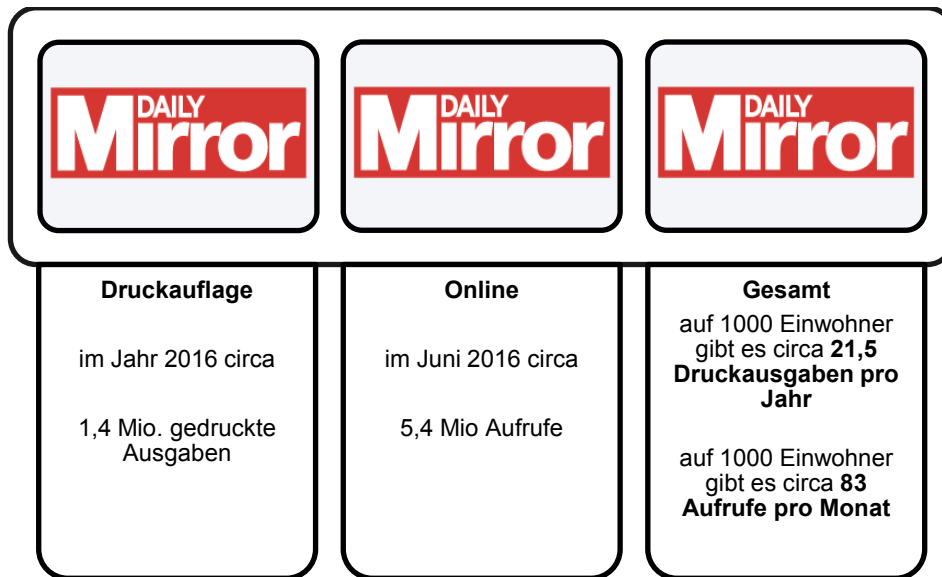 DAILY
Mirror
DAILY
Mirror
DAILY
Mirror
Druckauflage
im Jahr 2016 circa
1,4 Mio. gedruckte
Ausgaben
Online
im Juni 2016 circa
5,4 Mio Aufrufe
Gesamt
auf 1000 Einwohner
gibt es circa 21,5
Druckausgaben pro
Jahr
auf 1000 Einwohner
gibt es circa 83
Aufrufe pro Monat